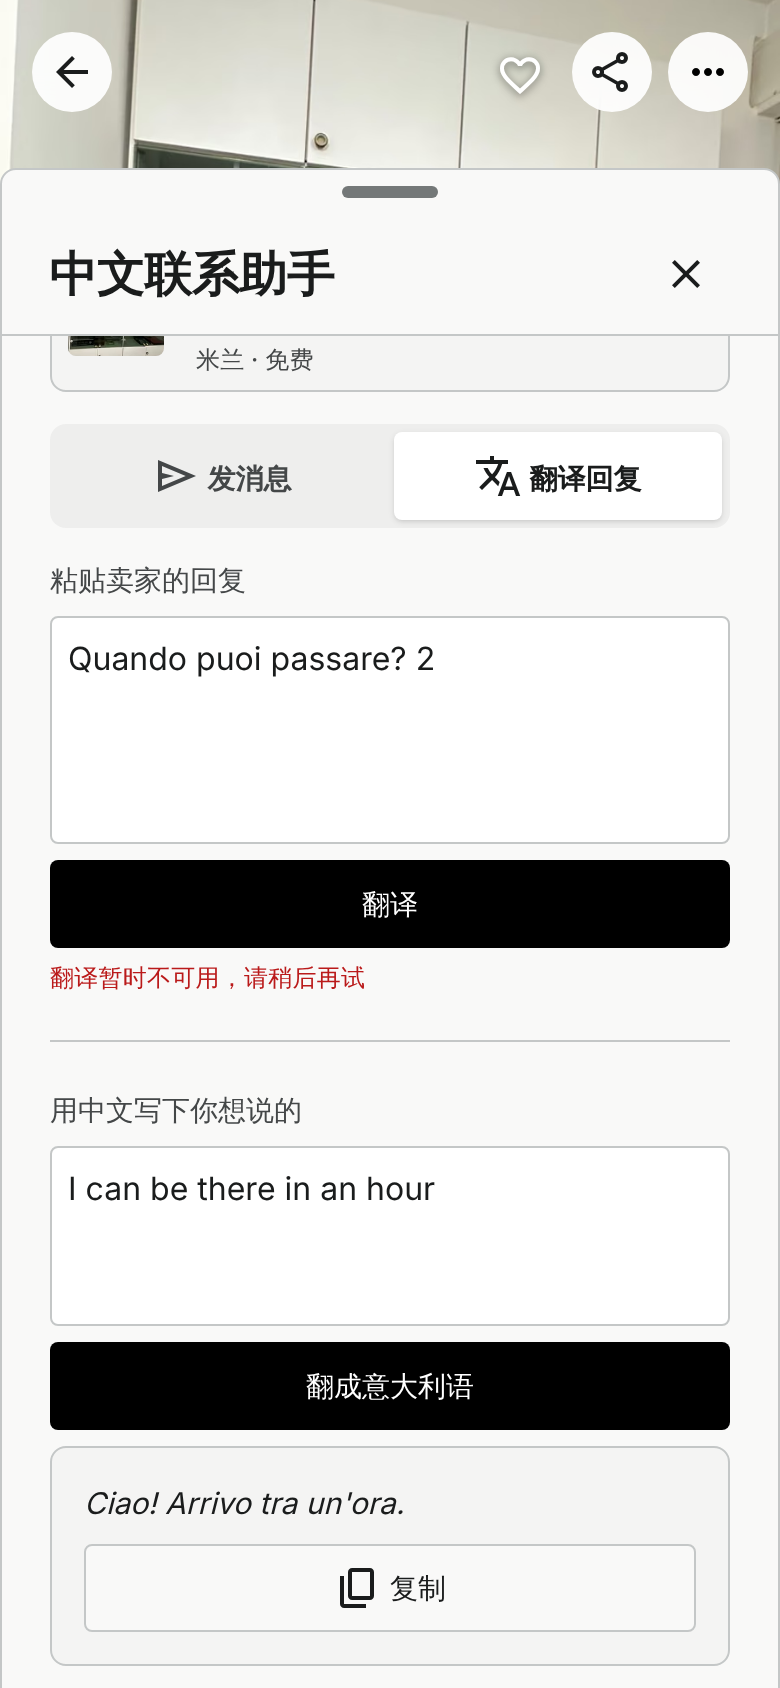 中文联系助手
米兰 · 免费
发消息
翻译回复
粘贴卖家的回复
Quando puoi passare? 2
翻译
翻译暂时不可用，请稍后再试
用中文写下你想说的
I can be there in an hour
翻成意大利语
Ciao! Arrivo tra un'ora.
复制